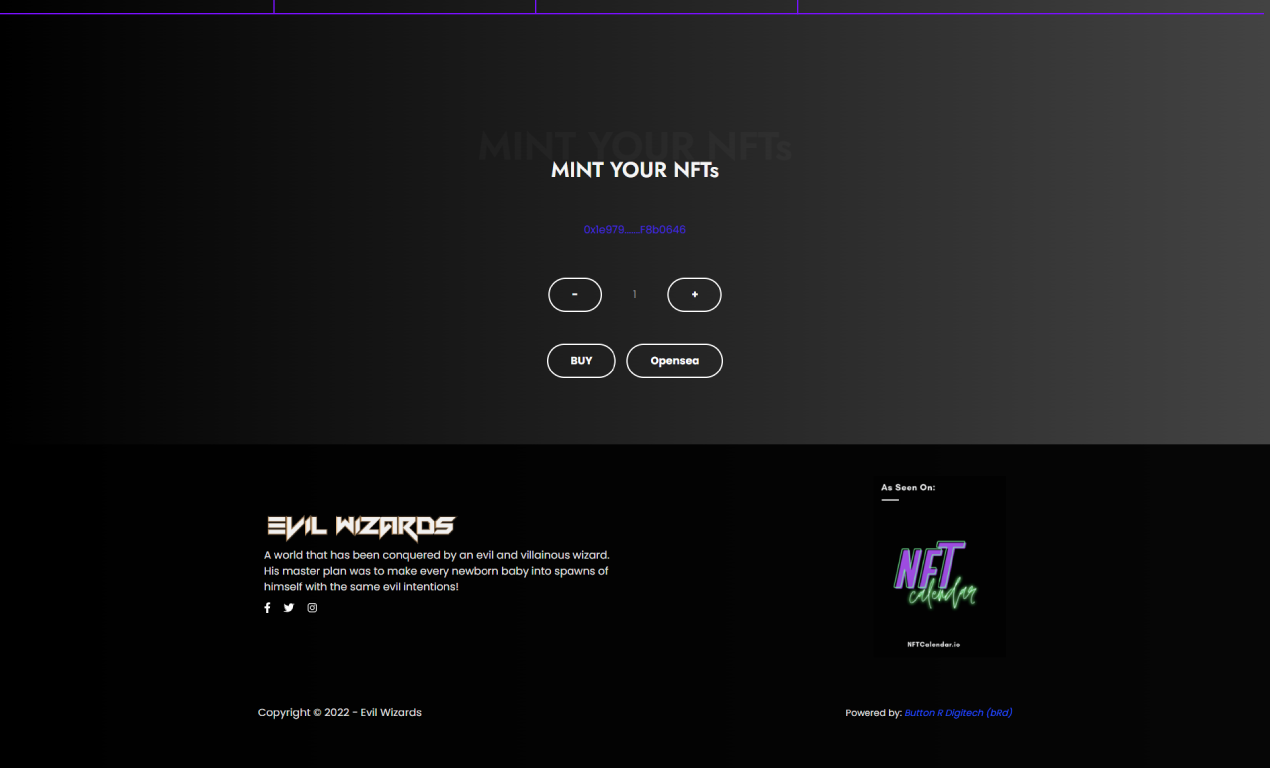 MINT YOUR NFTs
MINT YOUR NFTs
0x1e979___F8b0646
-
1
+
BUY
Opensea
As Seen On:
NFT
calendar
NFTCalendar.io
EVIL WIZARDS
A world that has been conquered by an evil and villainous wizard.
His master plan was to make every newborn baby into spawns of
himself with the same evil intentions!
Copyright © 2022 - Evil Wizards
Powered by: Button R Digitech (bRd)